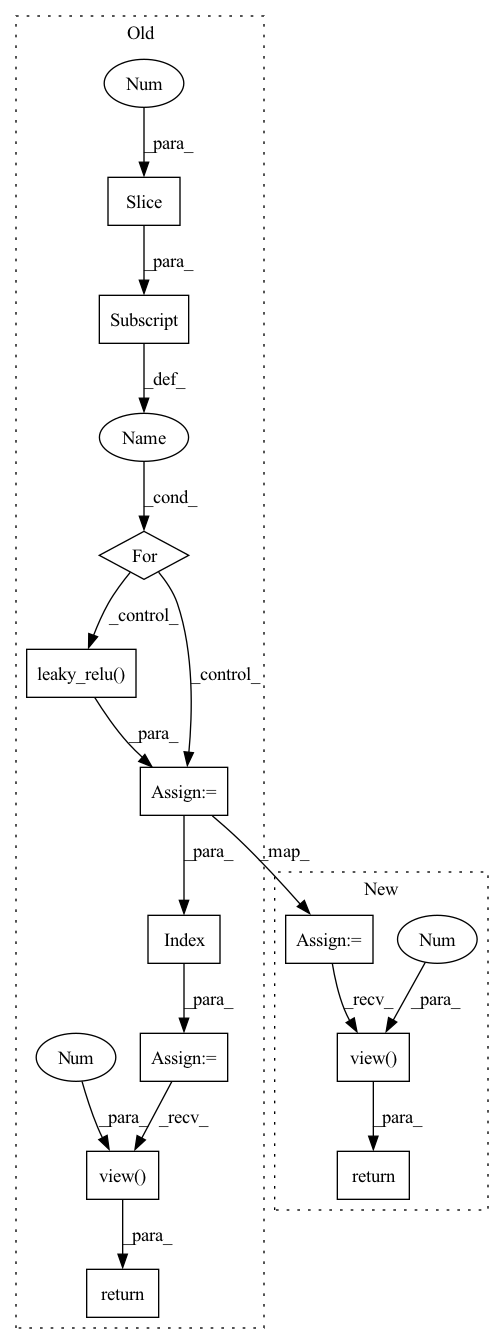 Old
Num
_para_
Slice
_para_
Subscript
_def_
Name
_cond_
For
_control_
leaky_relu()
_control_
_para_
Assign:=
_para_
_map_
New
Index
Assign:=
Num
_para_
_recv_
_para_
Num
Assign:=
view()
_para_
_recv_
_para_
view()
return
_para_
return